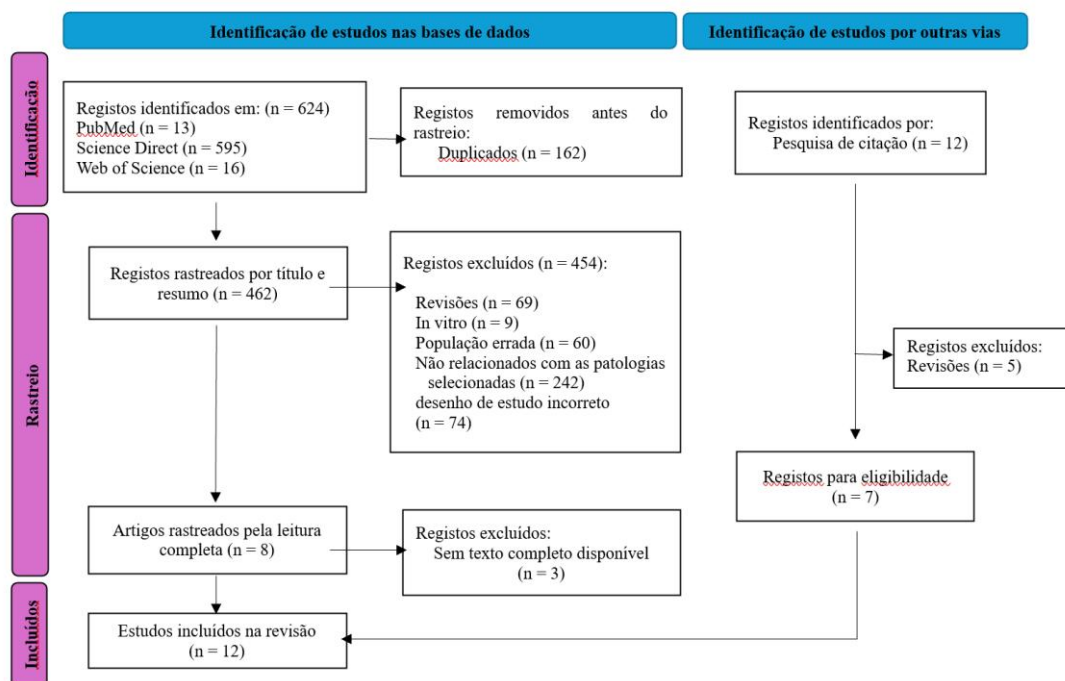 Identificação de estudos nas bases de dados
Identificação de estudos por outras vias
Identificação
Registos identificados em: (n = 624)
PubMed (n = 13)
Science Direct (n = 595)
Web of Science (n = 16)
Registos removidos antes do
rastreio:
Duplicados (n = 162)
Registos identificados por:
Pesquisa de citação (n = 12)
Rastreio
Registos rastreados por título e
resumo (n = 462)
Registos excluídos (n = 454):
Revisões (n = 69)
In vitro (n = 9)
População errada (n = 60)
Não relacionados com as patologias
selecionadas (n = 242)
desenho de estudo incorreto
(n = 74)
Registos excluídos:
Revisões (n = 5)
Registos para eligibilidade
(n = 7)
Artigos rastreados pela leitura
completa (n = 8)
Registos excluídos:
Sem texto completo disponível
(n = 3)
Incluídos
Estudos incluídos na revisão
(n = 12)